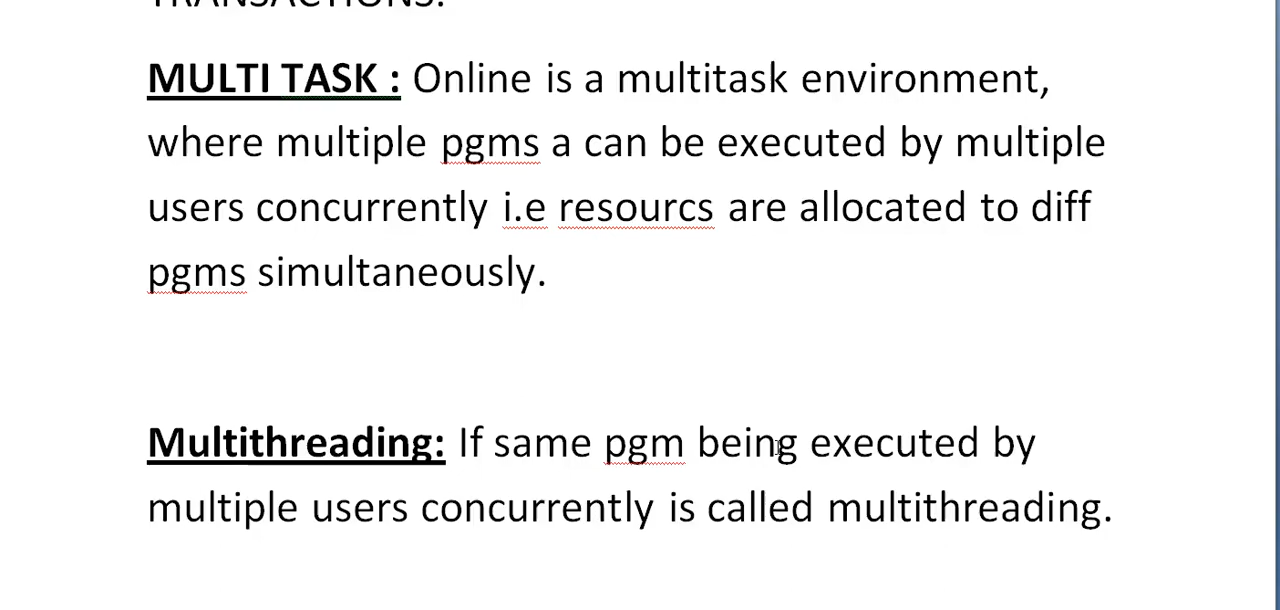 TRANSACTIONS.
MULTI TASK : Online is a multitask environment,
where multiple pgms a can be executed by multiple
users concurrently i.e resourcs are allocated to diff
pgms simultaneously.
Multithreading: If same pgm being executed by
multiple users concurrently is called multithreading.